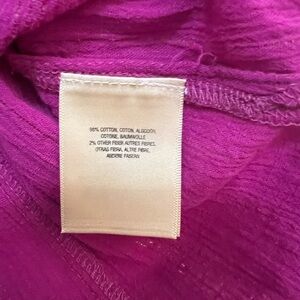 98% COTTON, COTON, ALGODÓN,
COTONE, BAUMWOLLE
2% OTHER FIBER AUTRES FIBRES,
OTRAS FIBRA, ALTRE FIBRE,
ANDERE FASERN